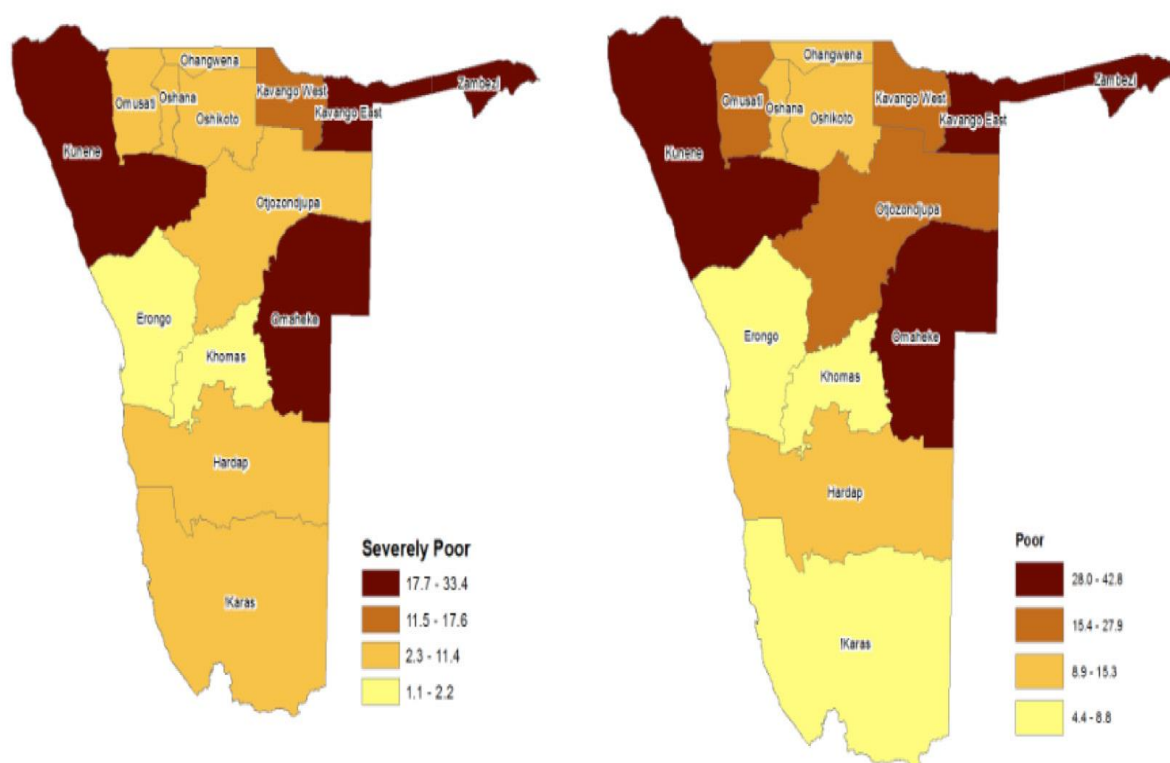 Ohangwena
Omusati
Oshana
Oshikoto
Kavango West
Kavango East
Zambezi
Kunene
Otjozondjupa
Erongo
Khomas
Omaheke
Hardap
!Karas
Severely Poor
17.7 - 33.4
11.5 - 17.6
2.3 - 11.4
1.1 - 2.2
Ohangwena
Omusati
Oshana
Oshikoto
Kavango West
Kavango East
Zambezi
Kunene
Otjozondjupa
Erongo
Khomas
Omaheke
Hardap
!Karas
Poor
28.0 - 42.8
15.4 - 27.9
8.9 - 15.3
4.4 - 8.8